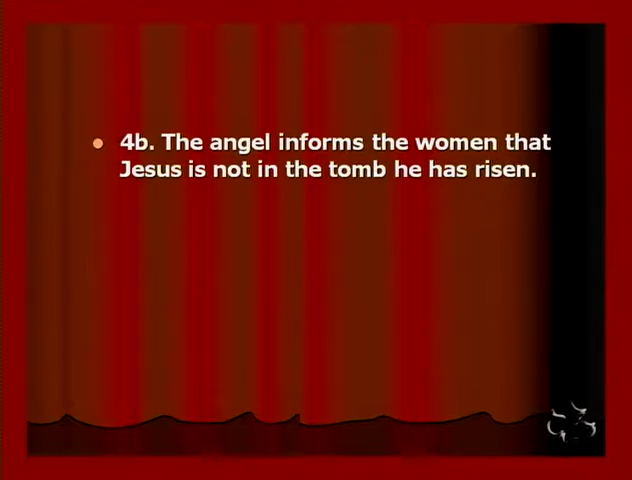 4b. The angel informs the women that
Jesus is not in the tomb he has risen.